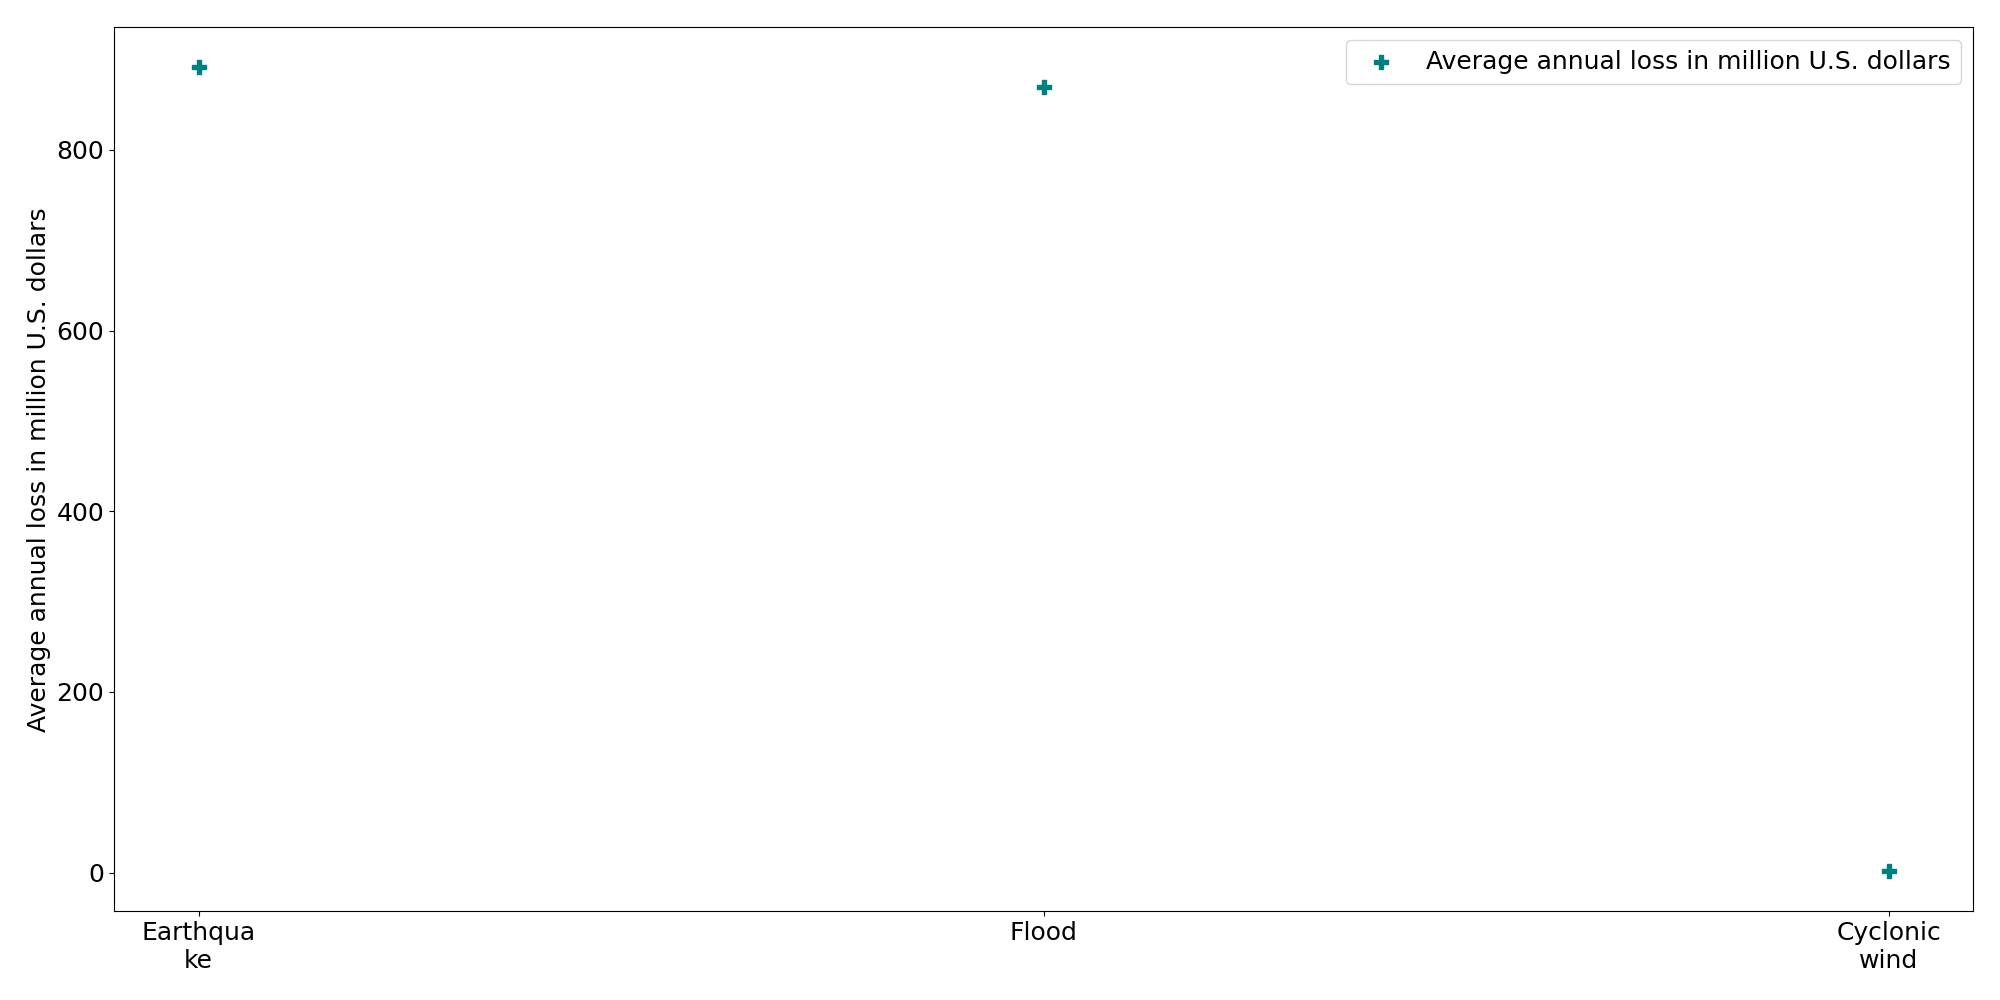 Average annual loss in million U.S. dollars
Average annual loss in million U.S. dollars
800
600
400
200
0
Earthqua
ke
Flood
Cyclonic
wind